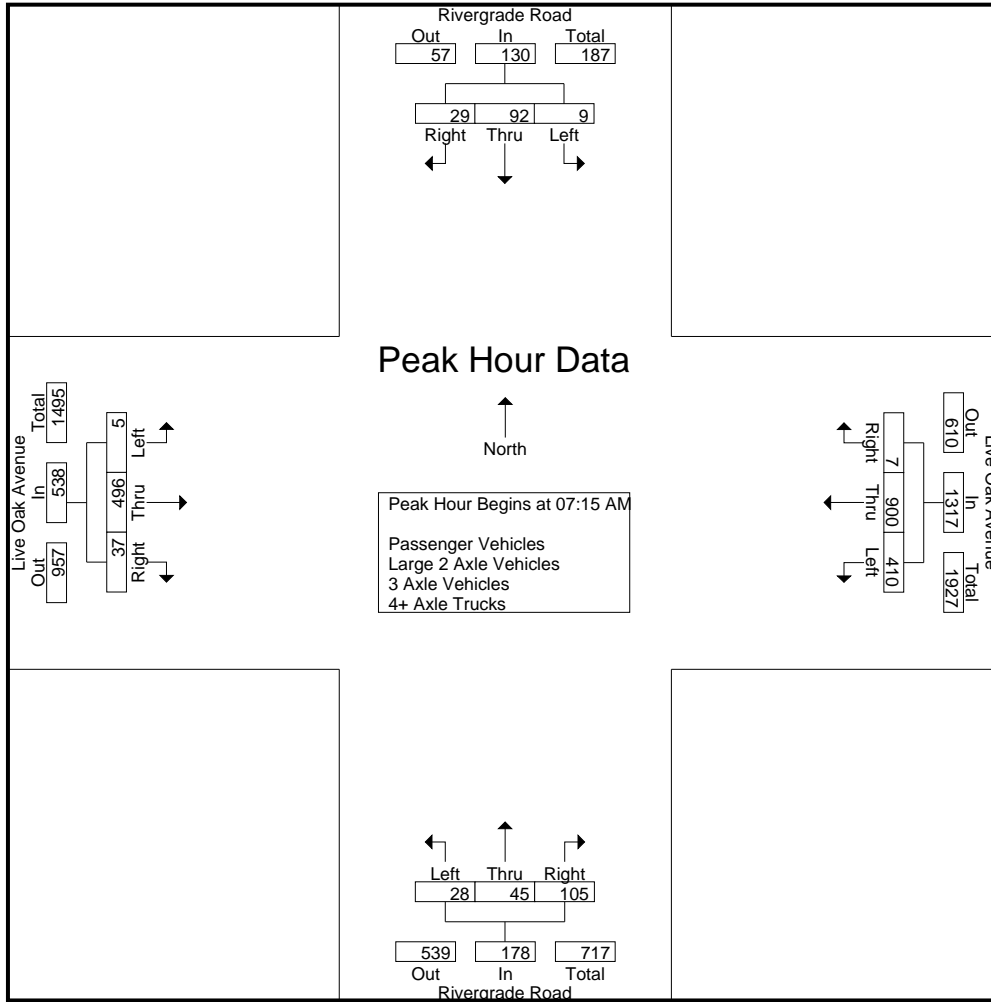 Rivergrade Road
Out In Total
57 130 187
29 92 9
Right Thru Left
Peak Hour Data
North
Peak Hour Begins at 07:15 AM
Passenger Vehicles
Large 2 Axle Vehicles
3 Axle Vehicles
4+ Axle Trucks
Live Oak Avenue
Out In Total
957 538 1495
37 496 5
Right Thru Left
Live Oak Avenue
Out In Total
610 1317 1927
7 900 410
Right Thru Left
Left Thru Right
28 45 105
539 178 717
Out In Total
Rivergrade Road